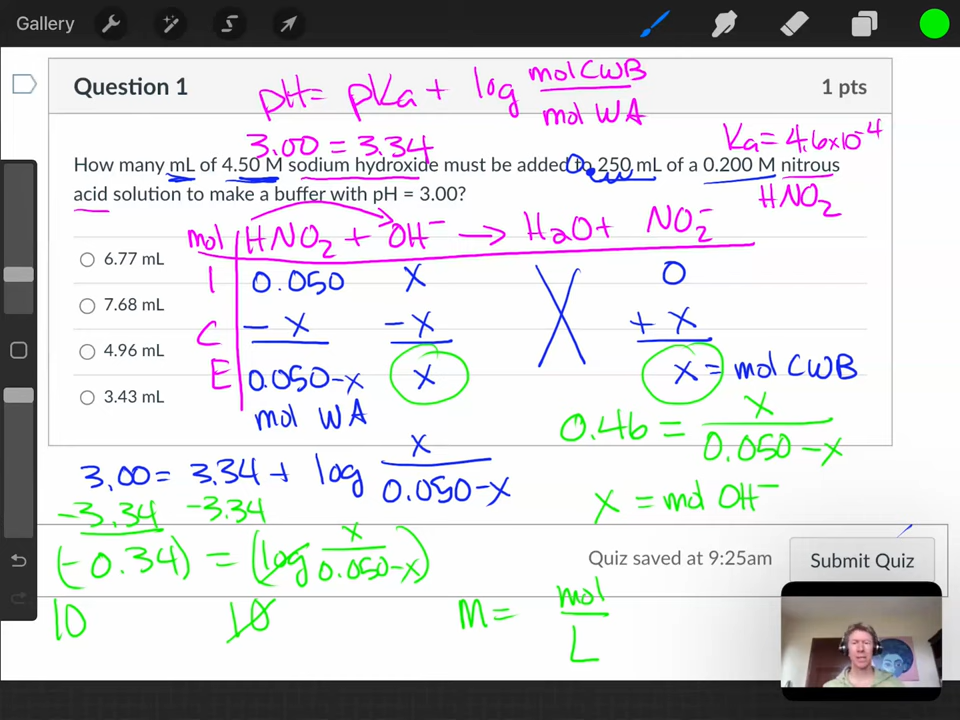 Gallery
Question 1
1 pts
pH = pKa + log mol CWB / mol WA
3.00 = 3.34
Ka = 4.6x10^-4
How many mL of 4.50 M sodium hydroxide must be added to 250 mL of a 0.200 M nitrous
acid solution to make a buffer with pH = 3.00?
HNO2
mol HNO2 + OH- → H2O + NO2-
6.77 mL
7.68 mL
4.96 mL
3.43 mL
I 0.050 x 0
C - x - x + x
E 0.050-x x x = mol CWB
mol WA
0.46 = x / 0.050-x
3.00 = 3.34 + log x / 0.050-x
x = mol OH-
-3.34 -3.34
(-0.34) = (log x / 0.050-x)
10 10
Quiz saved at 9:25am
Submit Quiz
M = mol / L